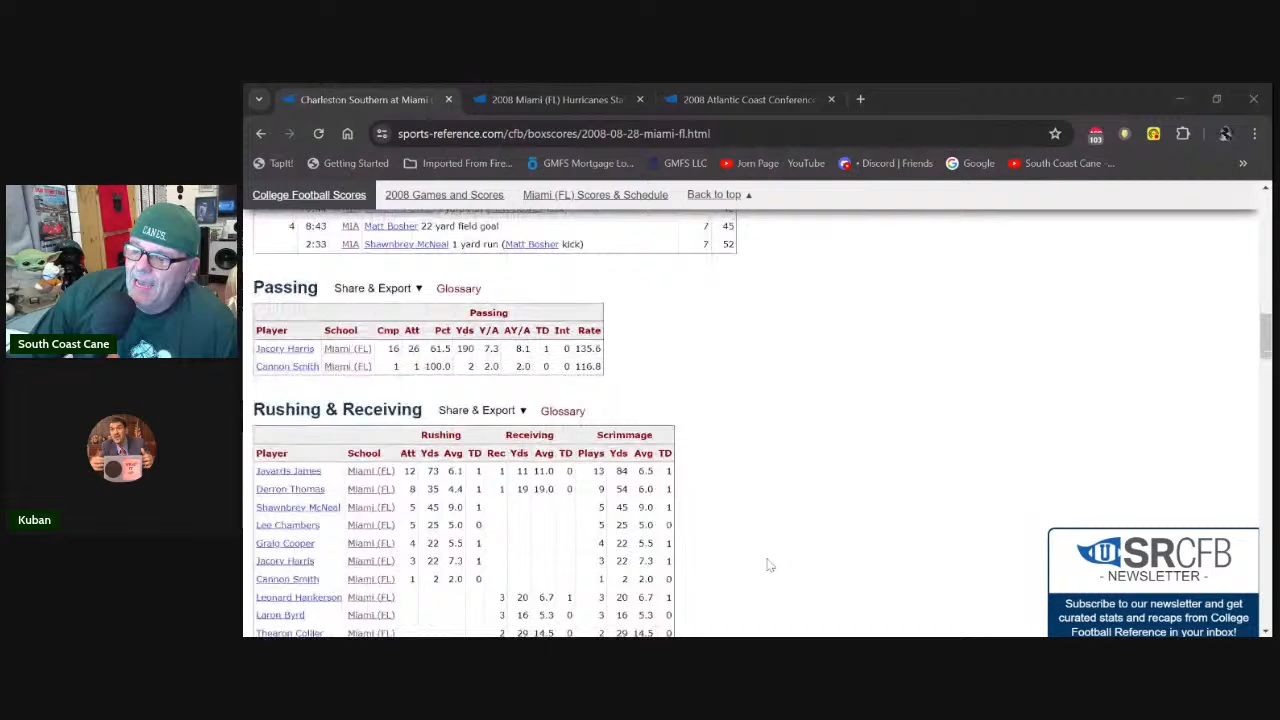 Charleston Southern at Miami (
2008 Miami (FL) Hurricanes Sta
2008 Atlantic Coast Conference
sports-reference.com/cfb/boxscores/2008-08-28-miami-fl.html
103
TapIt! Getting Started Imported From Fire... GMFS Mortgage Lo... GMFS LLC Jorn Page YouTube • Discord | Friends Google South Coast Cane -... »
College Football Scores 2008 Games and Scores Miami (FL) Scores & Schedule Back to top ▲
4 8:43 MIA Matt Bosher 22 yard field goal 7 45
2:33 MIA Shawnbrey McNeal 1 yard run (Matt Bosher kick) 7 52
CANES
Passing Share & Export ▼ Glossary
Passing
Player School Cmp Att Pct Yds Y/A AY/A TD Int Rate
Jacory Harris Miami (FL) 16 26 61.5 190 7.3 8.1 1 0 135.6
Cannon Smith Miami (FL) 1 1 100.0 2 2.0 2.0 0 0 116.8
South Coast Cane
Rushing & Receiving Share & Export ▼ Glossary
Rushing Receiving Scrimmage
Player School Att Yds Avg TD Rec Yds Avg TD Plays Yds Avg TD
Javarris James Miami (FL) 12 73 6.1 1 1 11 11.0 0 13 84 6.5 1
Derron Thomas Miami (FL) 8 35 4.4 1 1 19 19.0 0 9 54 6.0 1
Shawnbrey McNeal Miami (FL) 5 45 9.0 1 5 45 9.0 1
Lee Chambers Miami (FL) 5 25 5.0 0 5 25 5.0 0
Graig Cooper Miami (FL) 4 22 5.5 1 4 22 5.5 1
Jacory Harris Miami (FL) 3 22 7.3 1 3 22 7.3 1
Cannon Smith Miami (FL) 1 2 2.0 0 1 2 2.0 0
Leonard Hankerson Miami (FL) 3 20 6.7 1 3 20 6.7 1
Laron Byrd Miami (FL) 3 16 5.3 0 3 16 5.3 0
Thearon Collier Miami (FL) 2 29 14.5 0 2 29 14.5 0
Kuban
SRCFB
- NEWSLETTER -
Subscribe to our newsletter and get
curated stats and recaps from College
Football Reference in your inbox!